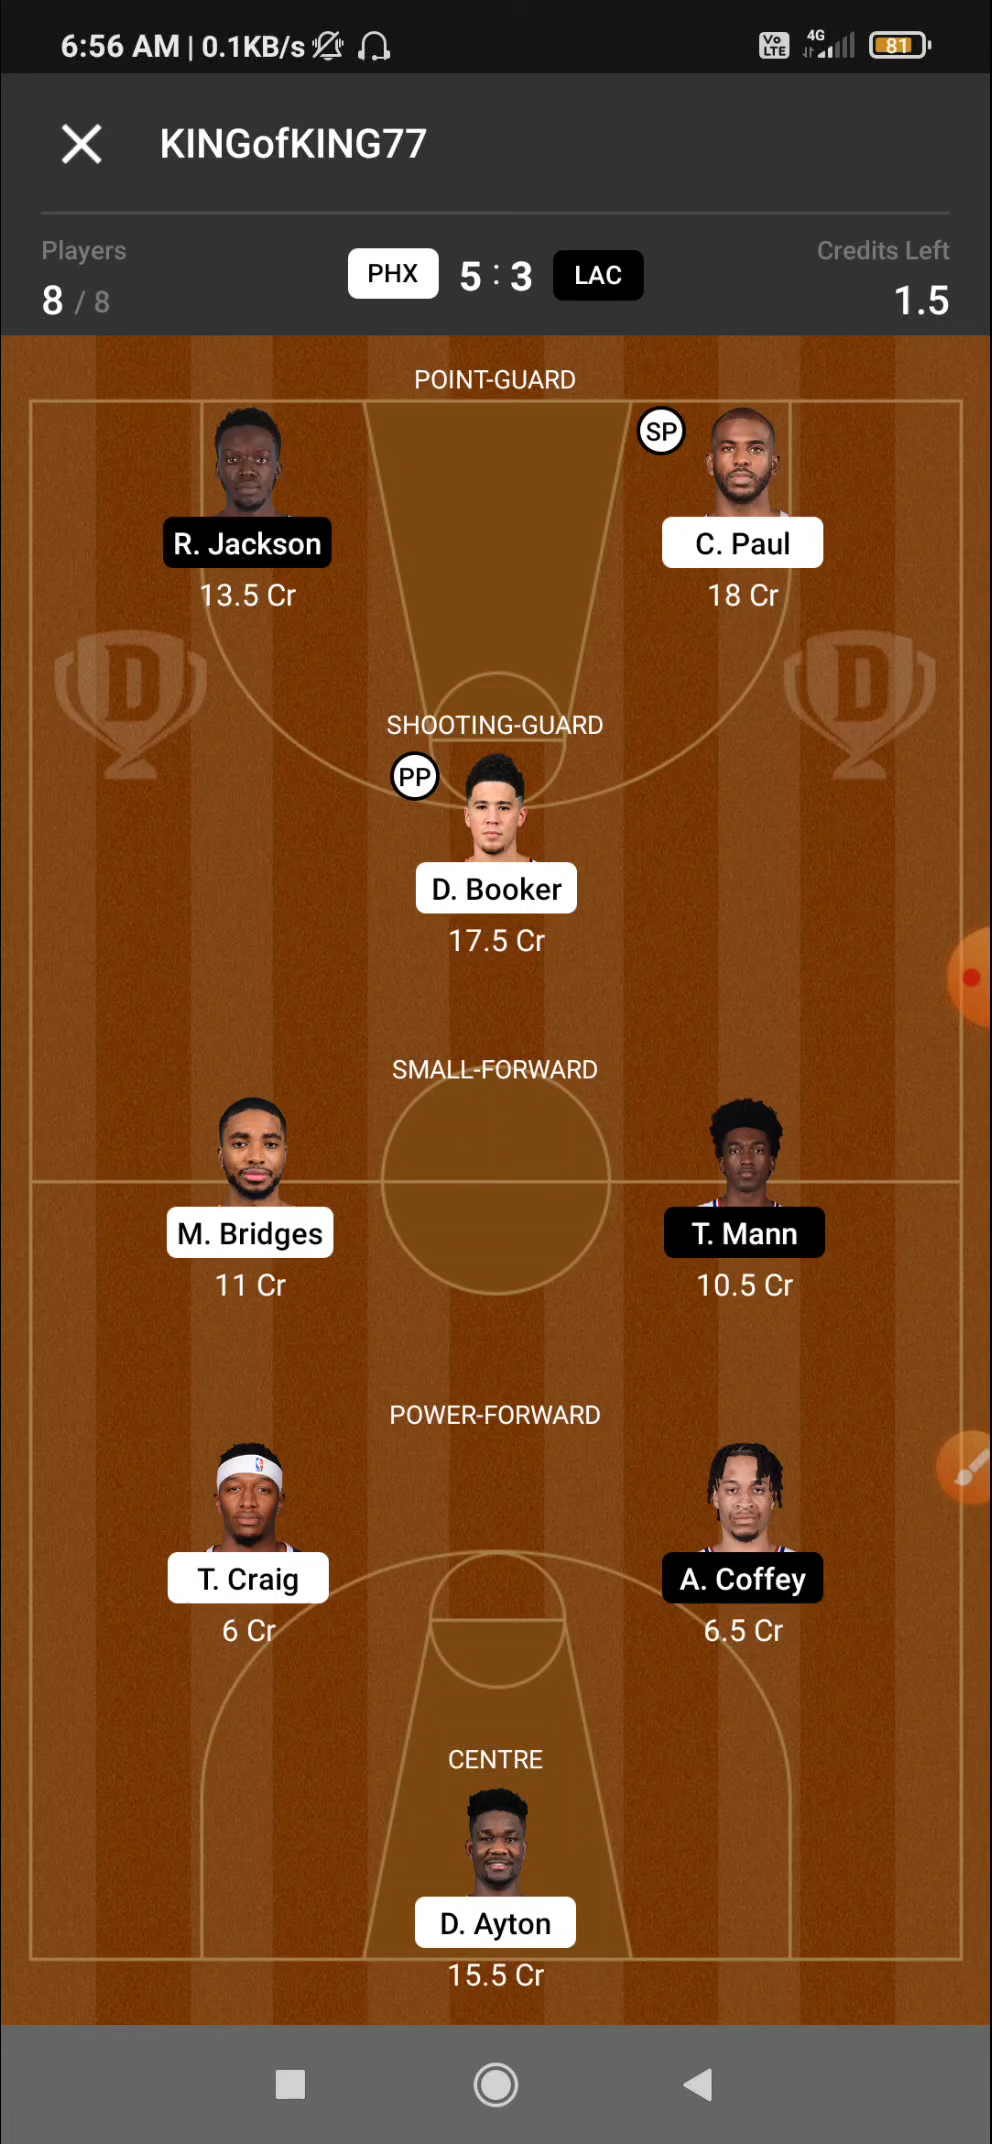 6:56 AM | 0.1KB/s
Vo LTE 4G 81
KINGofKING77
Players
Credits Left
8 / 8
PHX 5 : 3 LAC
1.5
POINT-GUARD
SP
R. Jackson
C. Paul
13.5 Cr
18 Cr
D D
SHOOTING-GUARD
PP
D. Booker
17.5 Cr
SMALL-FORWARD
M. Bridges
T. Mann
11 Cr
10.5 Cr
POWER-FORWARD
T. Craig
A. Coffey
6 Cr
6.5 Cr
CENTRE
D. Ayton
15.5 Cr